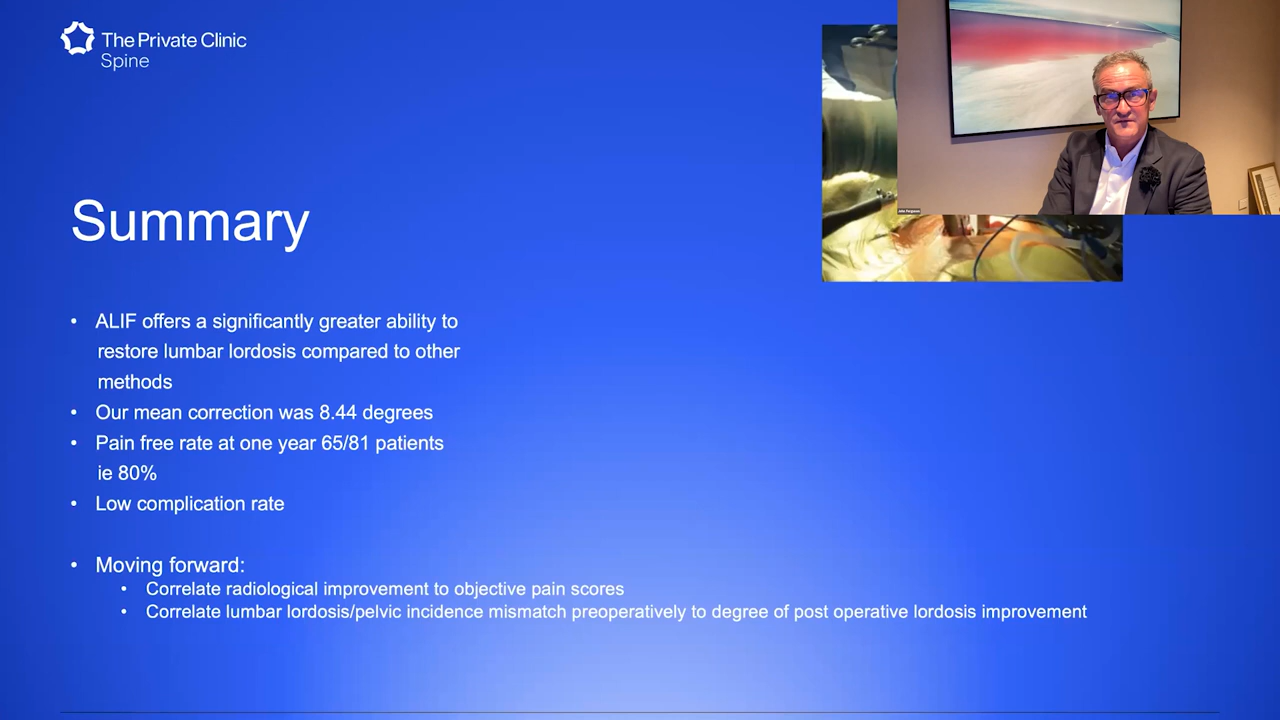 The Private Clinic
Spine
Summary
• ALIF offers a significantly greater ability to
restore lumbar lordosis compared to other
methods
• Our mean correction was 8.44 degrees
• Pain free rate at one year 65/81 patients
ie 80%
• Low complication rate
• Moving forward:
• Correlate radiological improvement to objective pain scores
• Correlate lumbar lordosis/pelvic incidence mismatch preoperatively to degree of post operative lordosis improvement